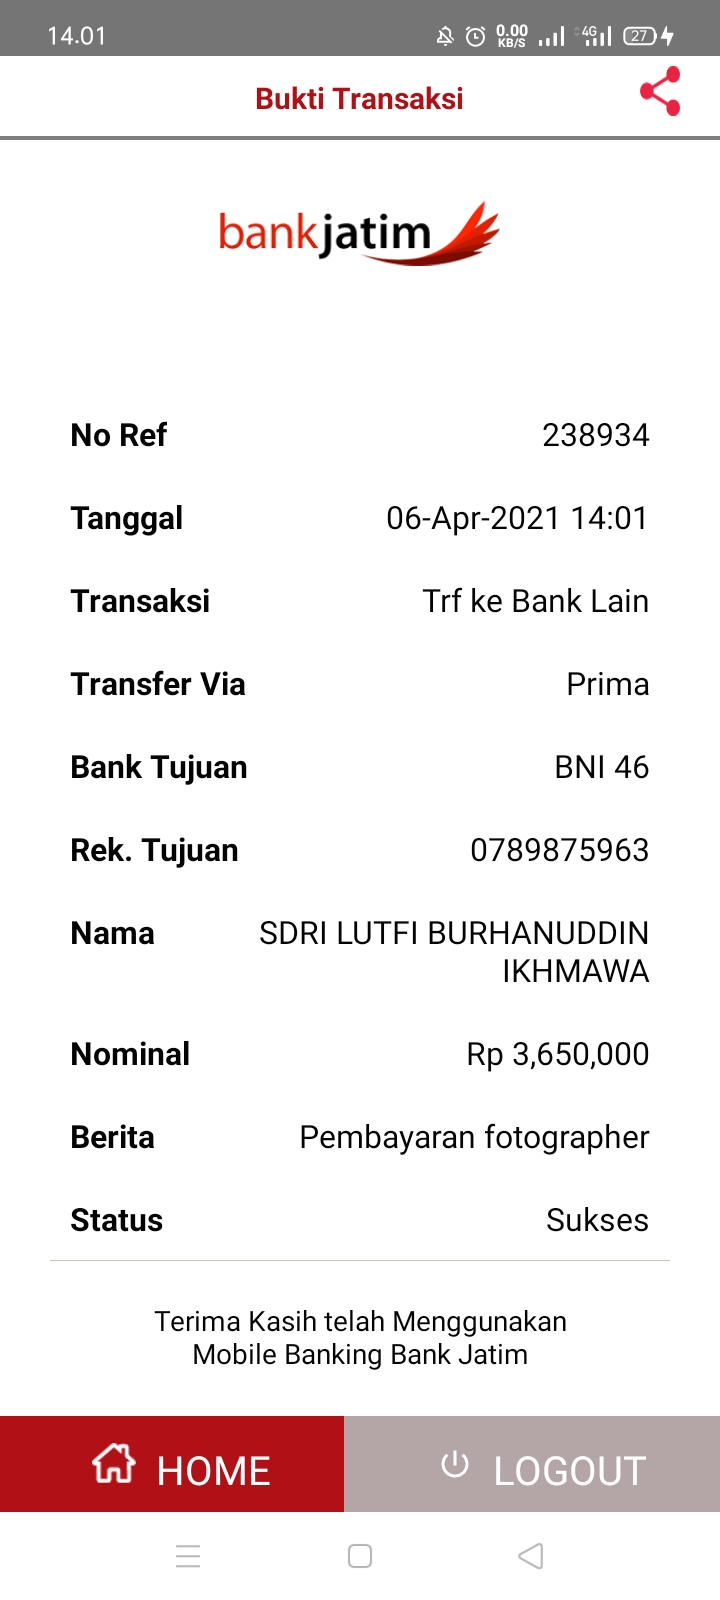 14.01
0.00
KB/S
4G
27
Bukti Transaksi
bankjatim
No Ref 238934
Tanggal 06-Apr-2021 14:01
Transaksi Trf ke Bank Lain
Transfer Via Prima
Bank Tujuan BNI 46
Rek. Tujuan 0789875963
Nama SDRI LUTFI BURHANUDDIN
IKHMAWA
Nominal Rp 3,650,000
Berita Pembayaran fotographer
Status Sukses
Terima Kasih telah Menggunakan
Mobile Banking Bank Jatim
HOME LOGOUT